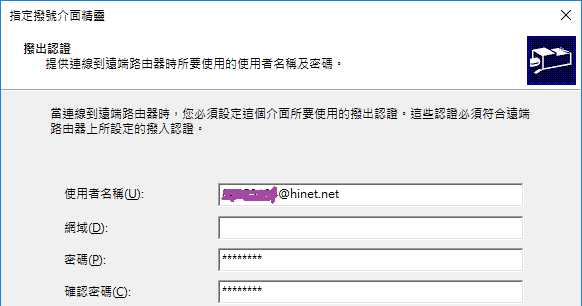 指定撥號介面精靈
撥出認證
提供連線到遠端路由器時所要使用的使用者名稱及密碼。
當連線到遠端路由器時，您必須設定這個介面所要使用的撥出認證。這些認證必須符合遠端
路由器上所設定的撥入認證。
使用者名稱(U): @hinet.net
網域(D):
密碼(P): ********
確認密碼(C): ********